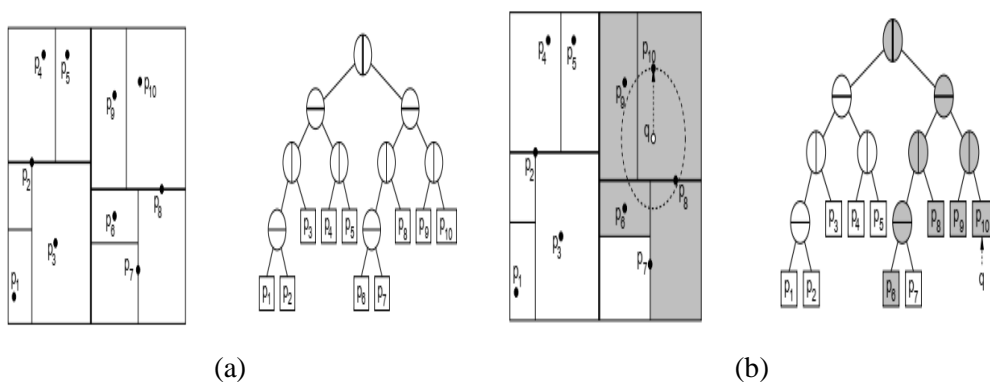 p4 p5 p10 p9 p2 p8 p6 p3 p7 p1
p3 p4 p5 p8 p9 p10
p1 p2 p6 p7
p4 p5 p10 p9 q p2 p8 p6 p3 p7 p1
p3 p4 p5 p8 p9 p10
q
p1 p2 p6 p7
(a) (b)